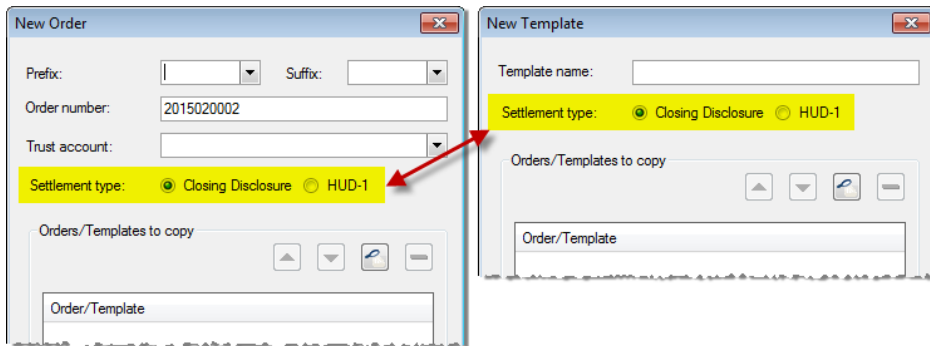 New Order
Prefix: Suffix:
Order number: 2015020002
Trust account:
Settlement type: Closing Disclosure HUD-1
Orders/Templates to copy
Order/Template
New Template
Template name:
Settlement type: Closing Disclosure HUD-1
Orders/Templates to copy
Order/Template